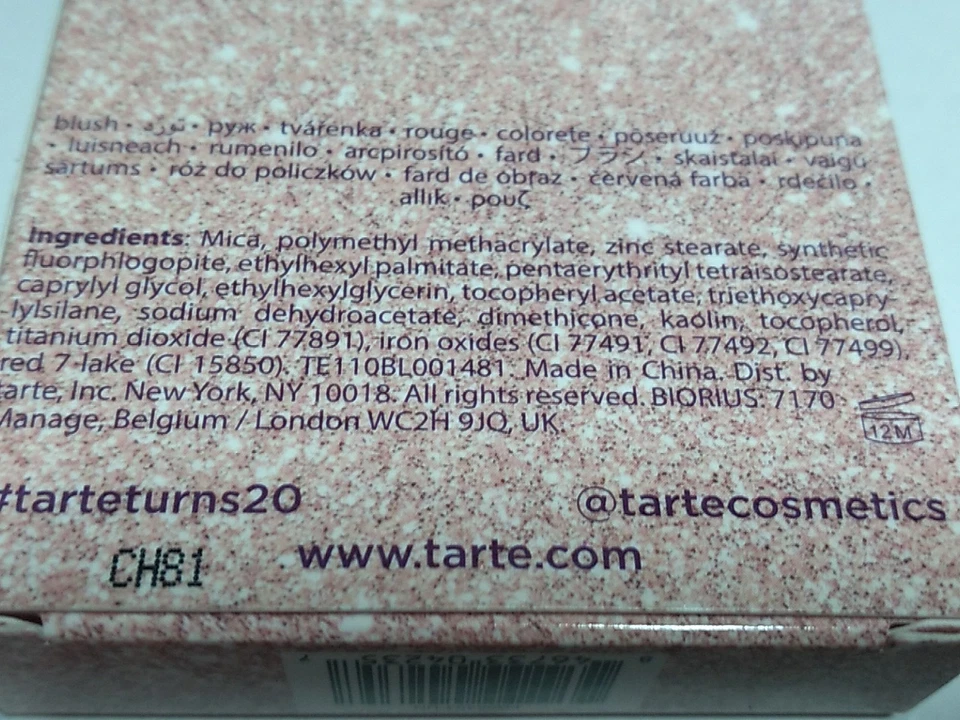 blush • توريد • руж • tvářenka • rouge • colorete • põseruuž • poskipuna
• luisneach • rumenilo • arcpirosító • fard • ブラシ • skaistalai • vaigu
sārtums • róż do policzków • fard de obraz • červená farba • rdečilo •
allık • ρουζ
Ingredients: Mica, polymethyl methacrylate, zinc stearate, synthetic
fluorphlogopite, ethylhexyl palmitate, pentaerythrityl tetraisostearate,
caprylyl glycol, ethylhexylglycerin, tocopheryl acetate, triethoxycapry-
lylsilane, sodium dehydroacetate, dimethicone, kaolin, tocopherol,
titanium dioxide (CI 77891), iron oxides (CI 77491, CI 77492, CI 77499),
red 7 lake (CI 15850). TE110BL001481. Made in China. Dist. by
tarte, Inc. New York, NY 10018. All rights reserved. BIORIUS: 7170
Manage, Belgium / London WC2H 9JQ, UK.
12M
#tarteturns20
@tartecosmetics
www.tarte.com
CH81